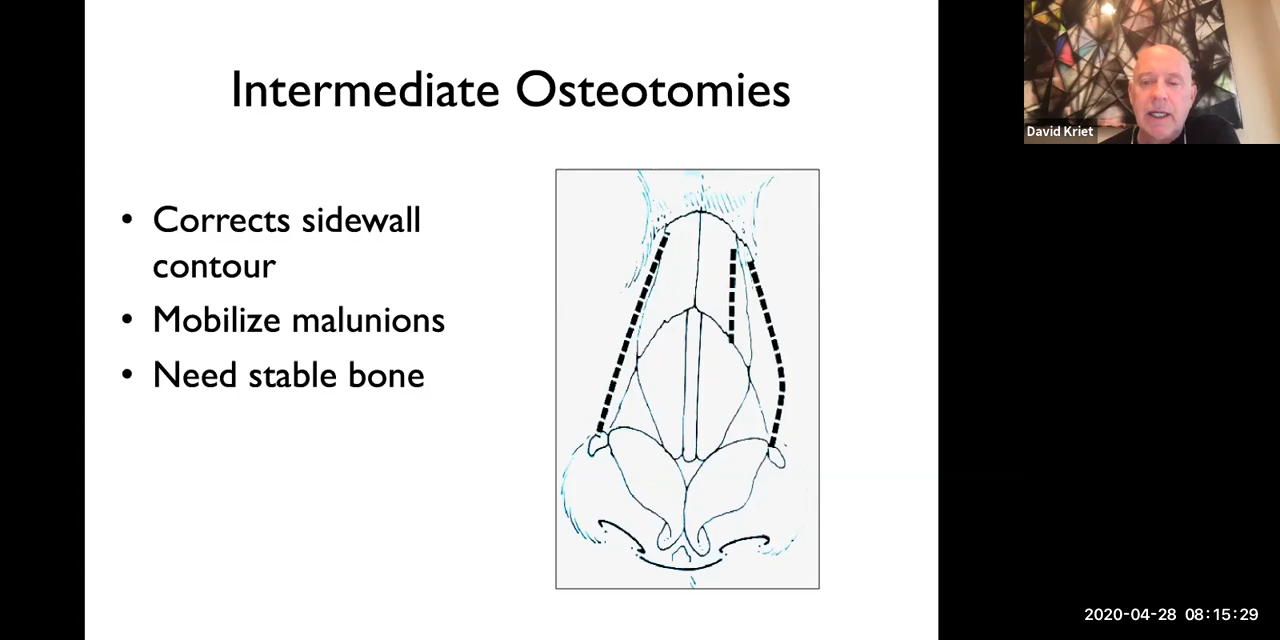 Intermediate Osteotomies
• Corrects sidewall
contour
• Mobilize malunions
• Need stable bone
David Kriet
2020-04-28 08:15:29